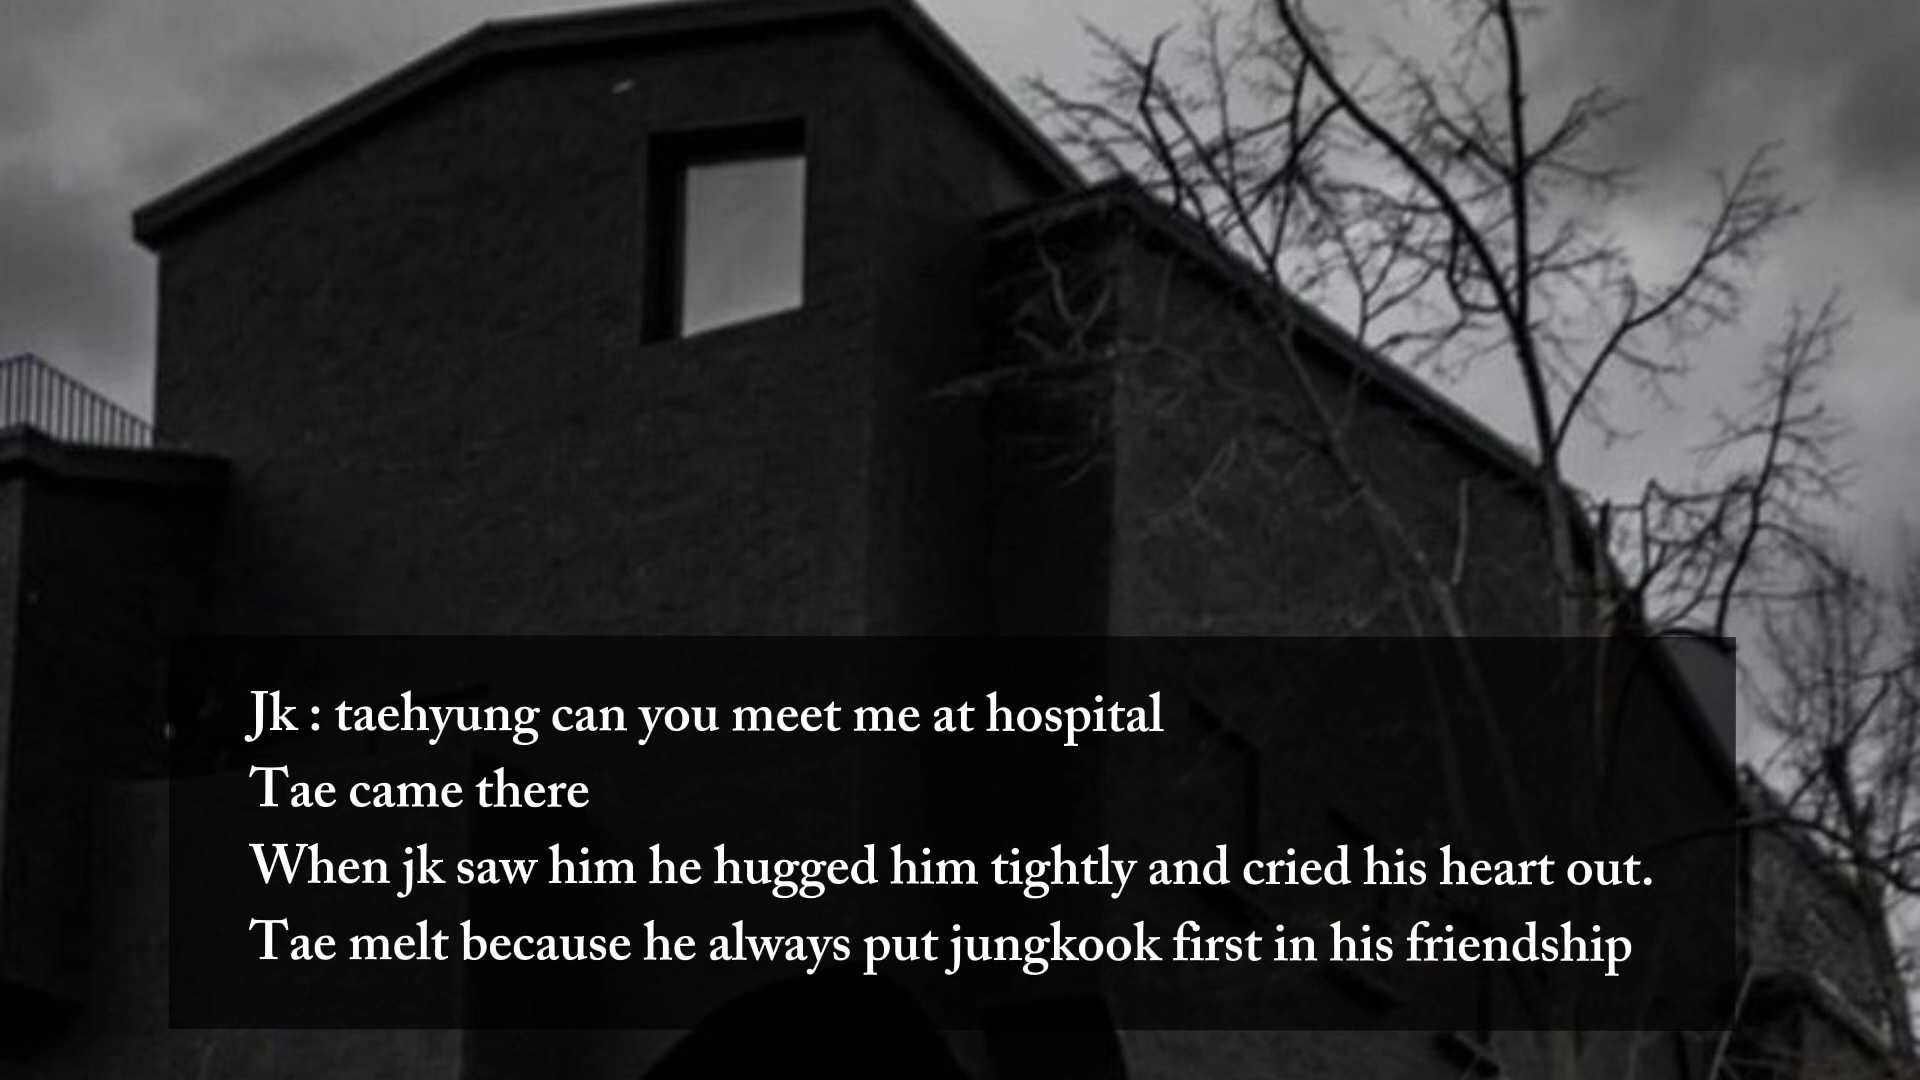 Jk : taehyung can you meet me at hospital
Tae came there
When jk saw him he hugged him tightly and cried his heart out.
Tae melt because he always put jungkook first in his friendship